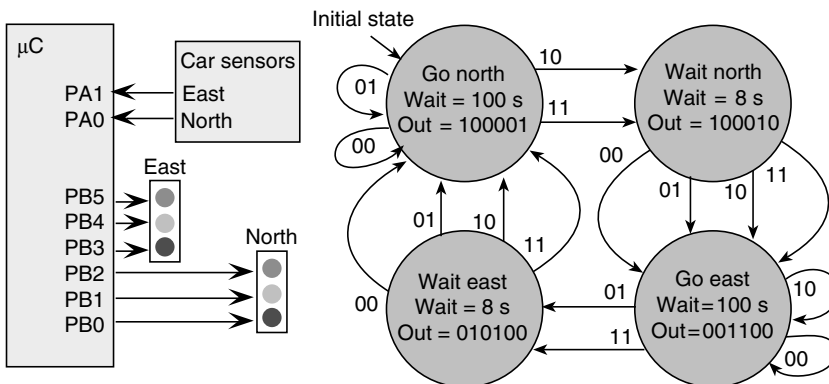 μC
Car sensors
PA1
East
PA0
North
East
PB5
PB4
PB3
North
PB2
PB1
PB0
Initial state
01
00
Go north
Wait = 100 s
Out = 100001
10
11
Wait north
Wait = 8 s
Out = 100010
00
01
10
11
01
10
11
00
Wait east
Wait = 8 s
Out = 010100
01
11
Go east
Wait=100 s
Out=001100
10
00